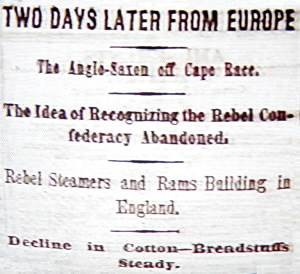 TWO DAYS LATER FROM EUROPE
The Anglo-Saxon off Cape Race.
The Idea of Recognizing the Rebel Con-
federacy Abandoned.
Rebel Steamers and Rams Building in
England.
Decline in Cotton—Breadstuffs
Steady.